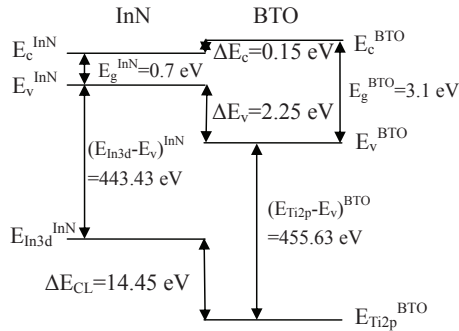 InN BTO
E_c^InN
ΔE_c=0.15 eV
E_c^BTO
E_g^InN=0.7 eV
E_v^InN
E_g^BTO=3.1 eV
ΔE_v=2.25 eV
E_v^BTO
(E_In3d-E_v)^InN
=443.43 eV
(E_Ti2p-E_v)^BTO
=455.63 eV
E_In3d^InN
ΔE_CL=14.45 eV
E_Ti2p^BTO